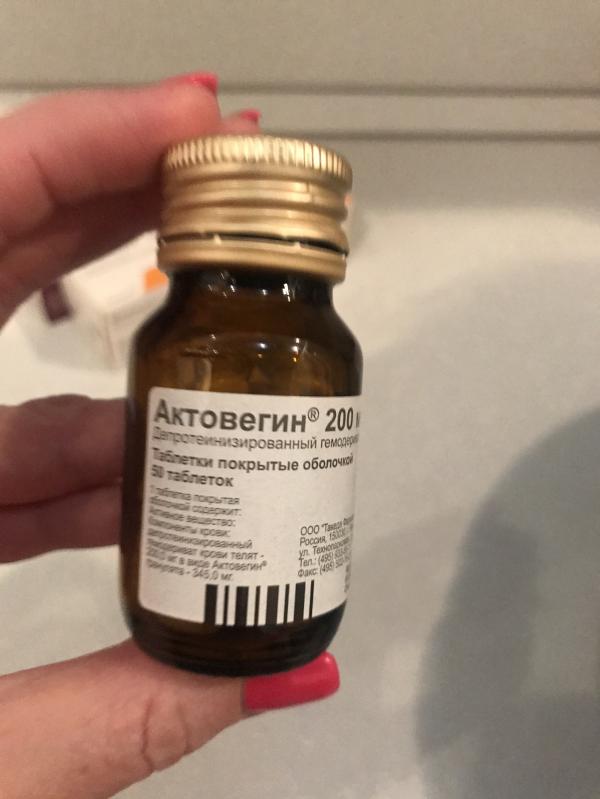 Актовегин® 200
Депротеинизированный
Таблетки покрытые оболочкой
50 таблеток
1 таблетка покрытая
оболочкой содержит:
Активное вещество:
Компоненты крови:
депротеинизированный
гемодериват крови телят -
200,0 мг в виде Актовегин®
гранулята - 345,0 мг.
ООО "Такеда
Россия,
ул.
Тел.: (495)
Факс: (495)